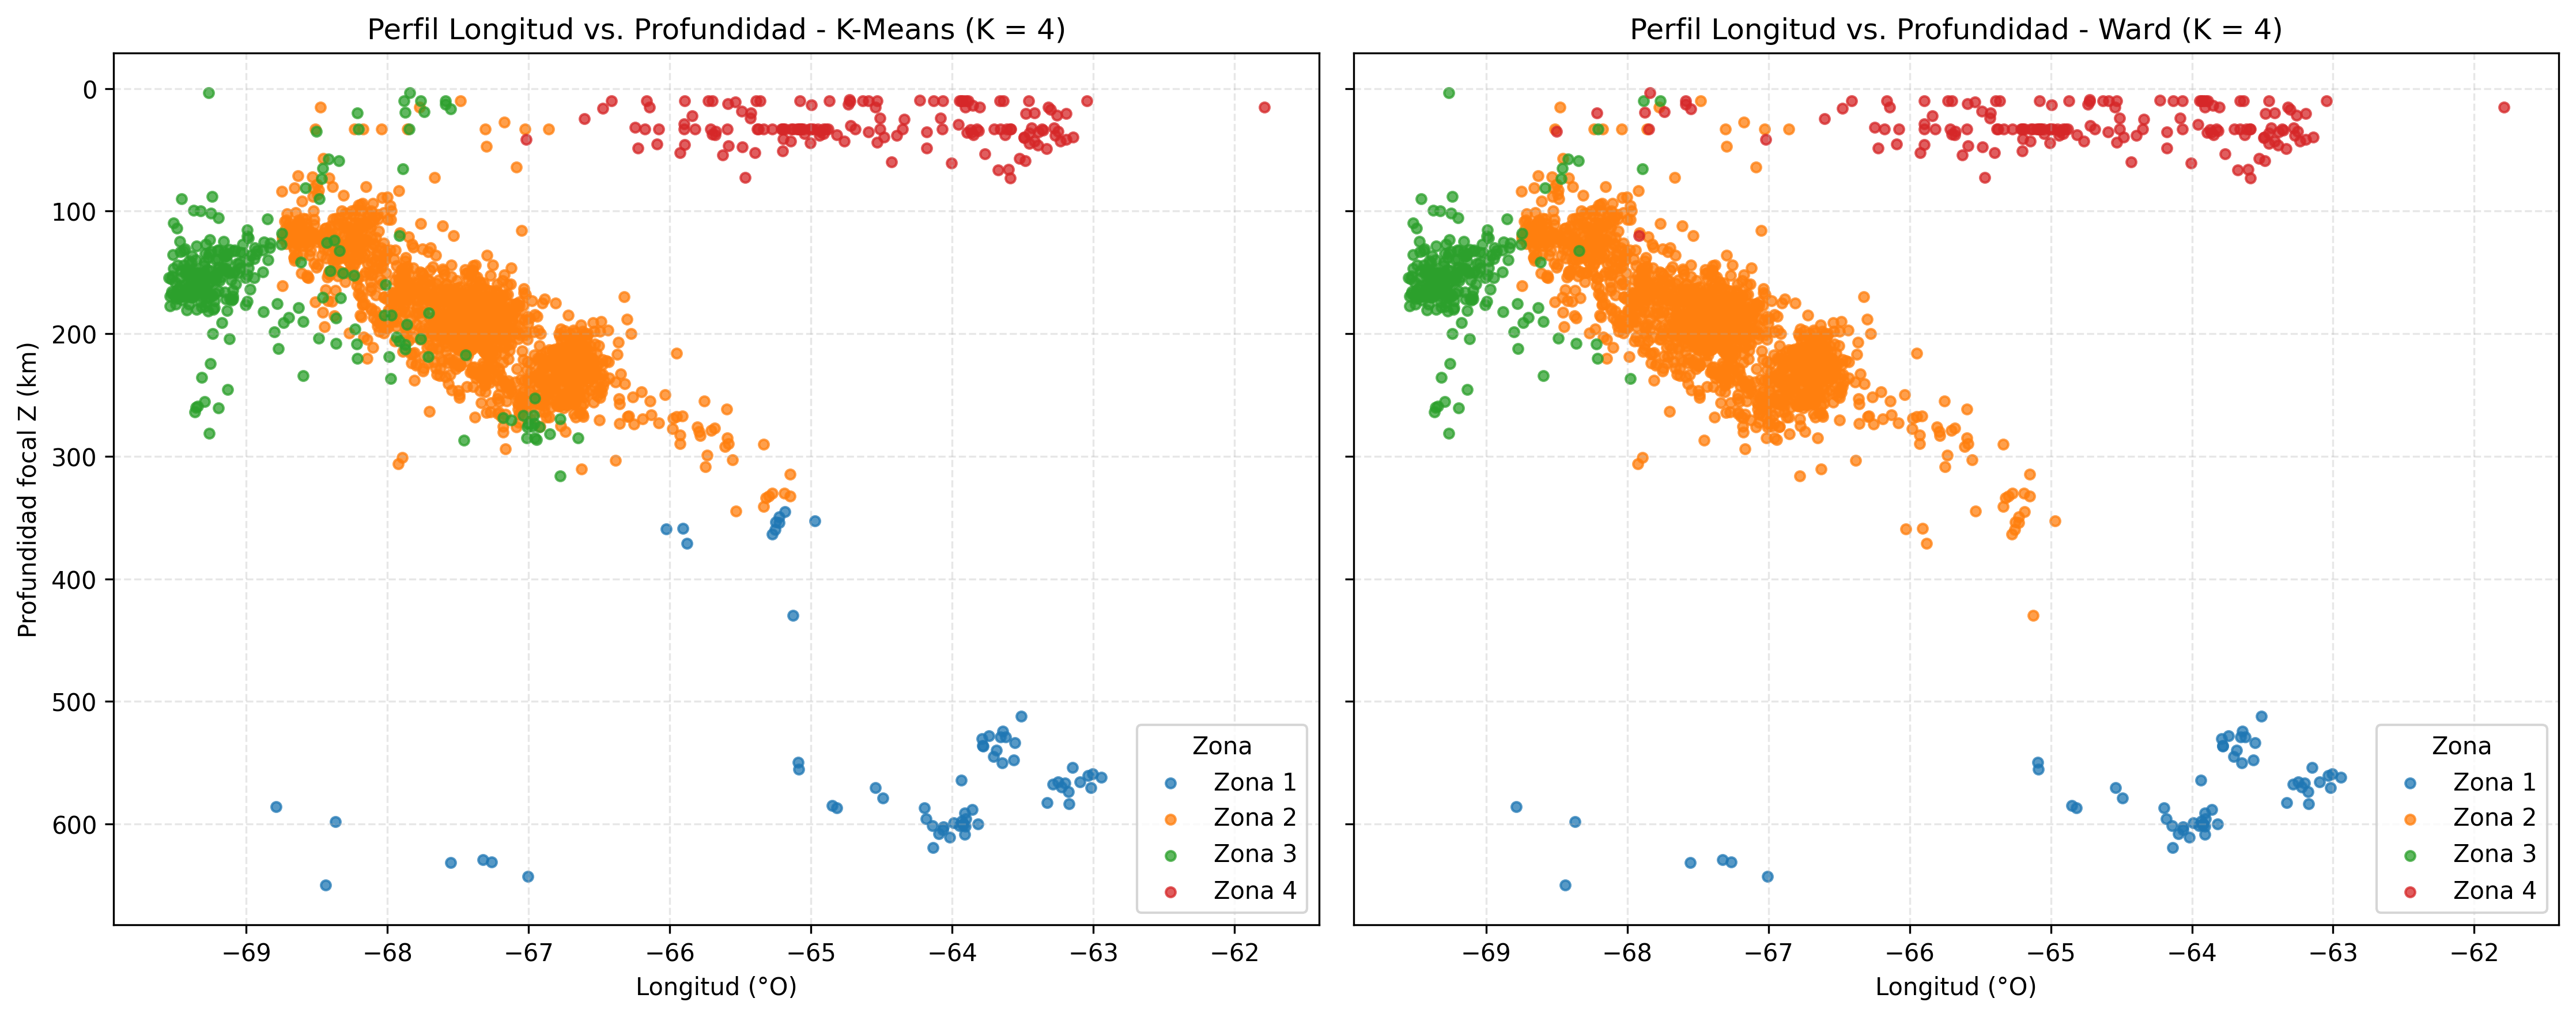 Perfil Longitud vs. Profundidad - K-Means (K = 4)
Profundidad focal Z (km)
0
100
200
300
400
500
600
−69
−68
−67
−66
−65
−64
−63
−62
Longitud (°O)
Zona
Zona 1
Zona 2
Zona 3
Zona 4
Perfil Longitud vs. Profundidad - Ward (K = 4)
−69
−68
−67
−66
−65
−64
−63
−62
Longitud (°O)
Zona
Zona 1
Zona 2
Zona 3
Zona 4